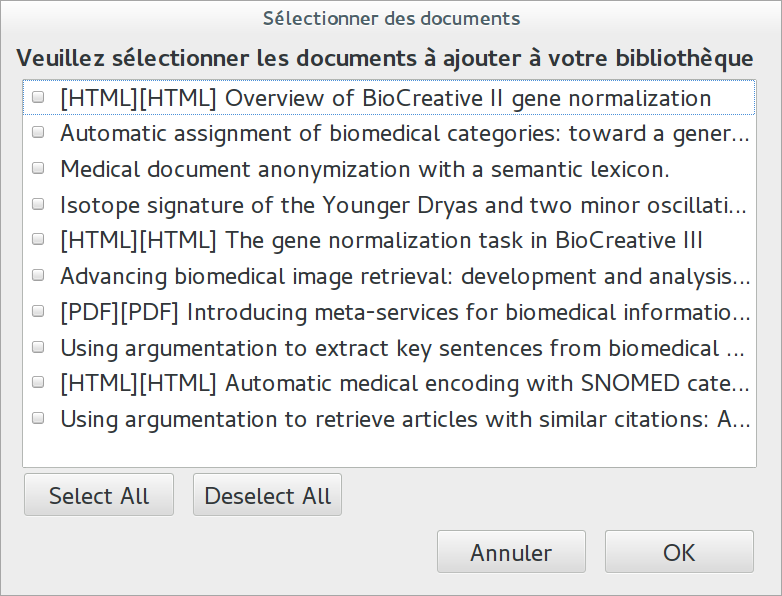 Sélectionner des documents
Veuillez sélectionner les documents à ajouter à votre bibliothèque
[HTML][HTML] Overview of BioCreative II gene normalization
Automatic assignment of biomedical categories: toward a gener...
Medical document anonymization with a semantic lexicon.
Isotope signature of the Younger Dryas and two minor oscillati...
[HTML][HTML] The gene normalization task in BioCreative III
Advancing biomedical image retrieval: development and analysis...
[PDF][PDF] Introducing meta-services for biomedical informatio...
Using argumentation to extract key sentences from biomedical ...
[HTML][HTML] Automatic medical encoding with SNOMED cate...
Using argumentation to retrieve articles with similar citations: A...
Select All Deselect All
Annuler OK